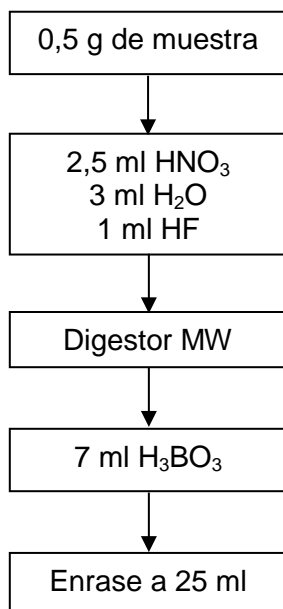 0,5 g de muestra
2,5 ml HNO₃
3 ml H₂O
1 ml HF
Digestor MW
7 ml H₃BO₃
Enrase a 25 ml